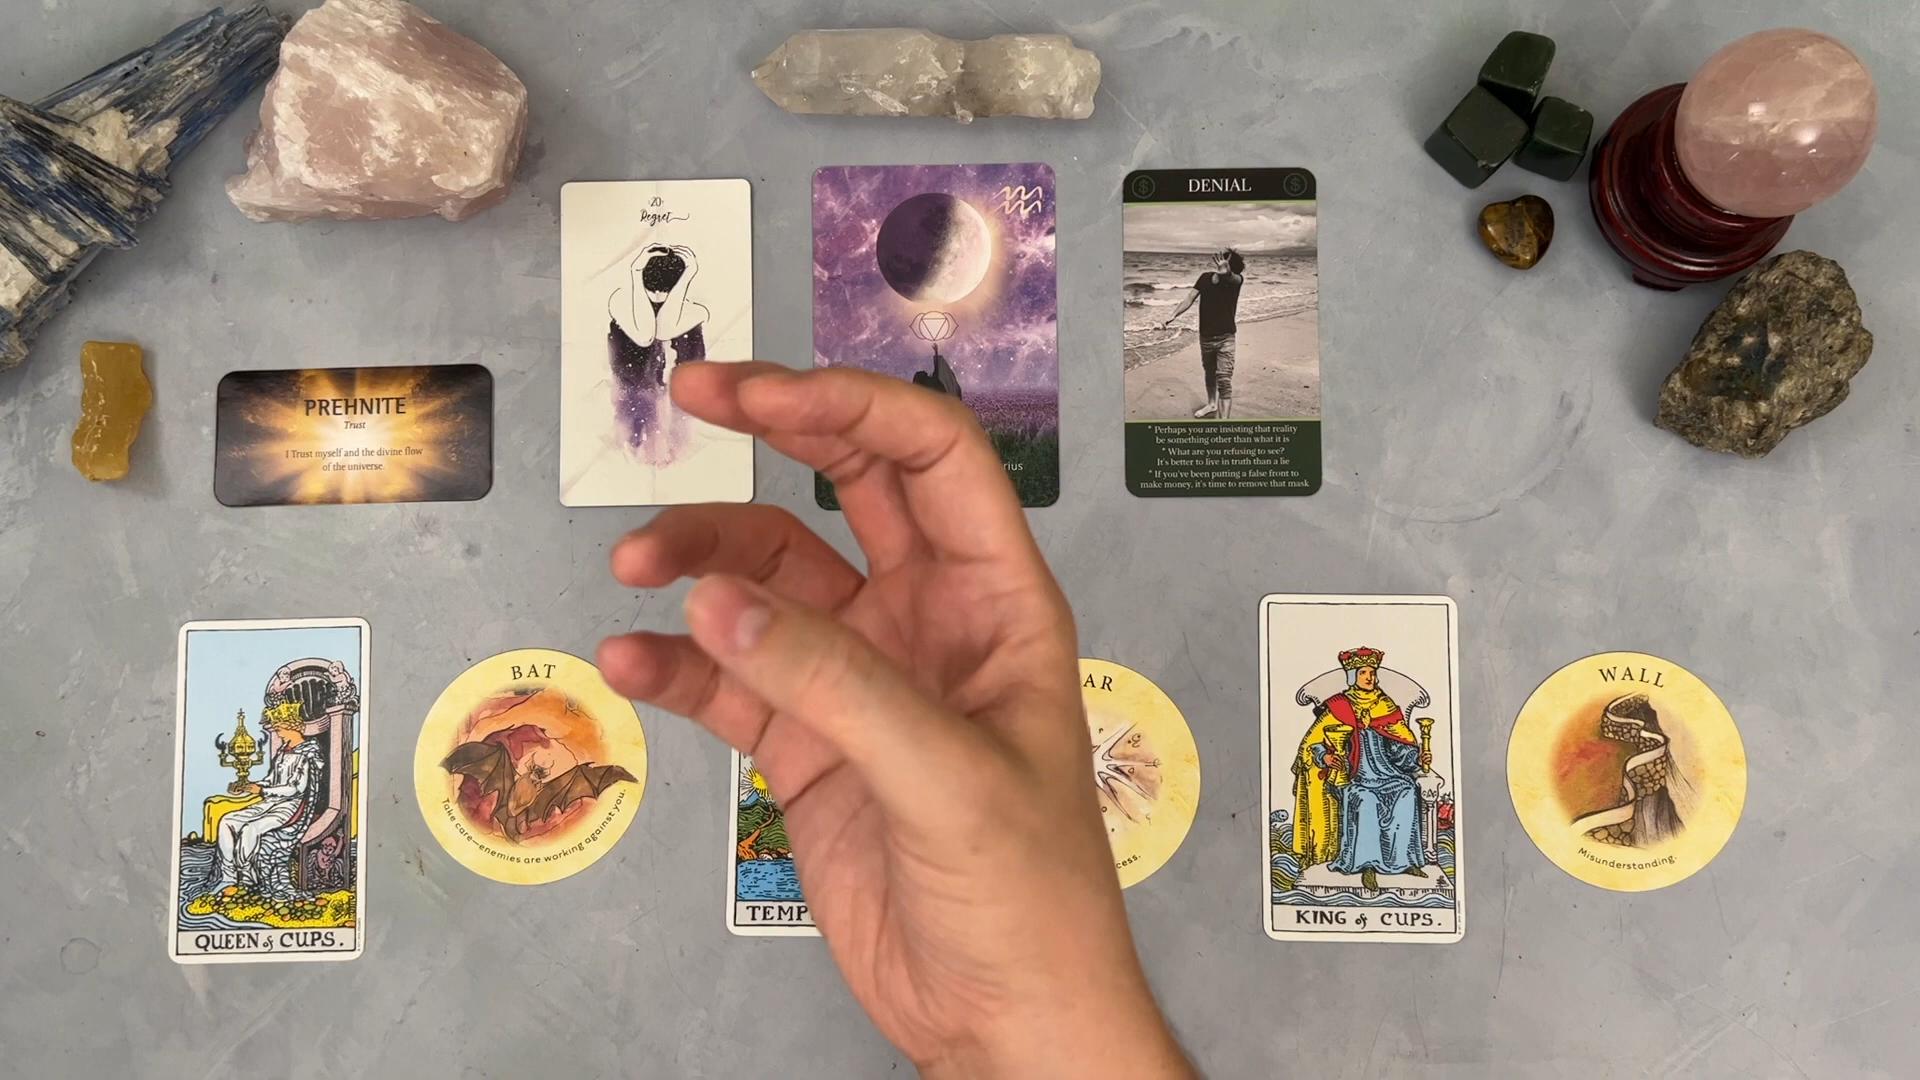 PREHNITE
Trust
I Trust myself and the divine flow
of the universe.
20
Regret
rius
DENIAL
* Perhaps you are insisting that reality
be something other than what it is
* What are you refusing to see?
It's better to live in truth than a lie
* If you've been putting a false front to
make money, it's time to remove that mask
QUEEN of CUPS.
BAT
Take care—enemies are working against you.
TEMP
AR
cess.
KING of CUPS.
WALL
Misunderstanding.